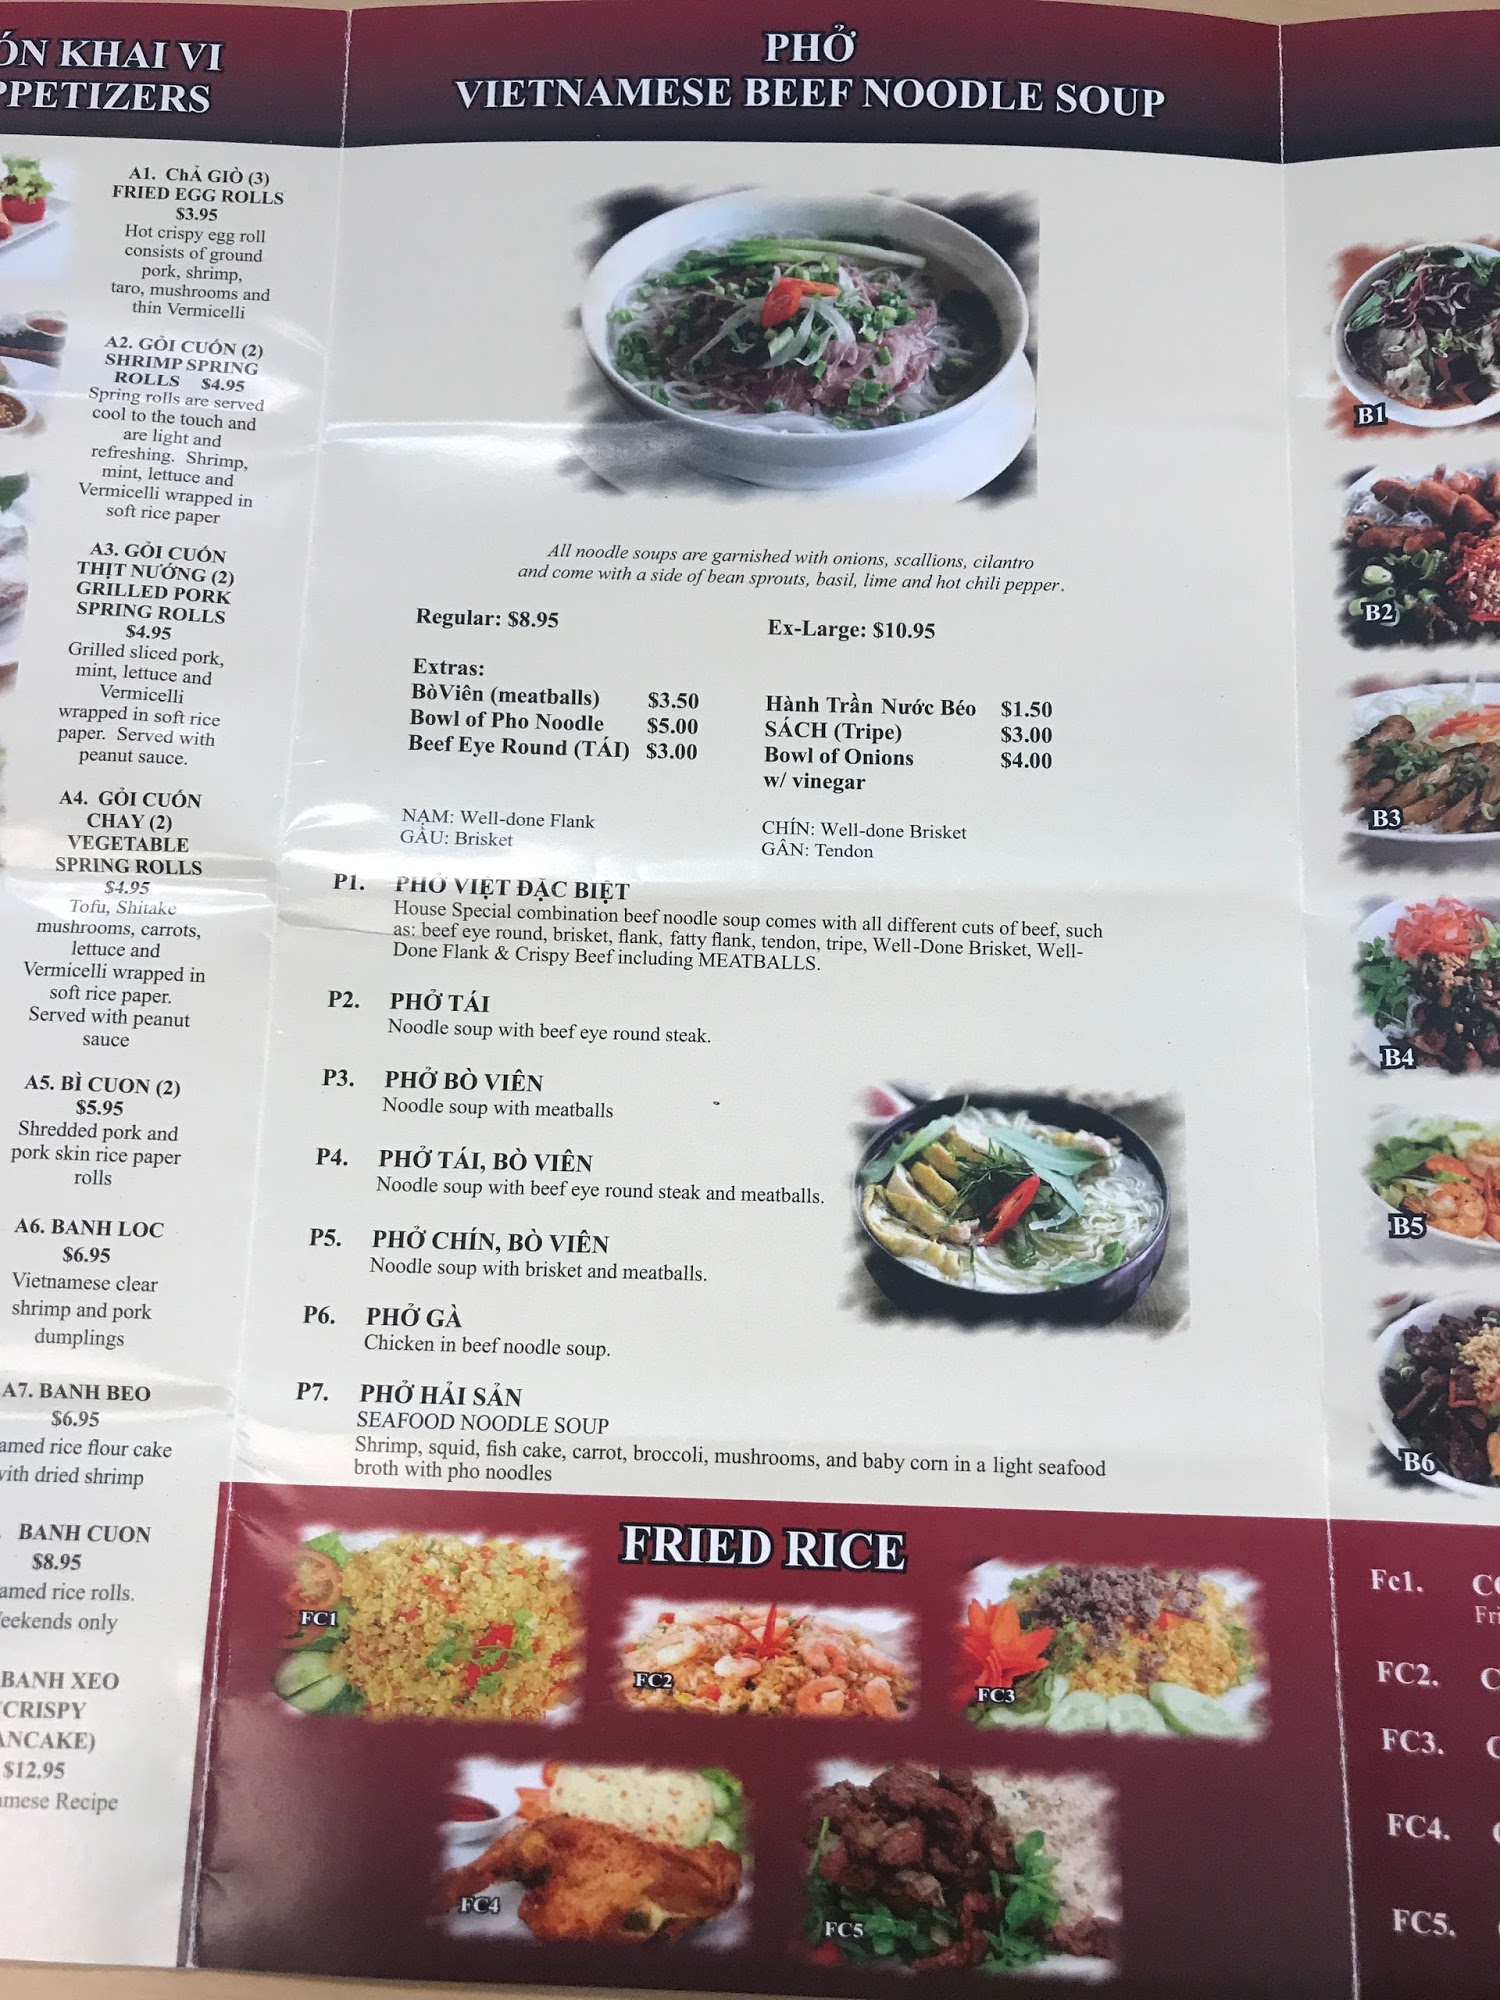 ÓN KHAI VI
PPETIZERS
A1. ChẢ GIÒ (3)
FRIED EGG ROLLS
$3.95
Hot crispy egg roll
consists of ground
pork, shrimp,
taro, mushrooms and
thin Vermicelli
A2. GỎI CUÓN (2)
SHRIMP SPRING
ROLLS $4.95
Spring rolls are served
cool to the touch and
are light and
refreshing. Shrimp,
mint, lettuce and
Vermicelli wrapped in
soft rice paper
A3. GỎI CUÓN
THỊT NƯỚNG (2)
GRILLED PORK
SPRING ROLLS
$4.95
Grilled sliced pork,
mint, lettuce and
Vermicelli
wrapped in soft rice
paper. Served with
peanut sauce.
A4. GỎI CUÓN
CHAY (2)
VEGETABLE
SPRING ROLLS
$4.95
Tofu, Shitake
mushrooms, carrots,
lettuce and
Vermicelli wrapped in
soft rice paper.
Served with peanut
sauce
A5. BÌ CUON (2)
$5.95
Shredded pork and
pork skin rice paper
rolls
A6. BANH LOC
$6.95
Vietnamese clear
shrimp and pork
dumplings
A7. BANH BEO
$6.95
amed rice flour cake
with dried shrimp
BANH CUON
$8.95
amed rice rolls.
eekends only
BANH XEO
CRISPY
ANCAKE)
$12.95
mese Recipe
PHỞ
VIETNAMESE BEEF NOODLE SOUP
All noodle soups are garnished with onions, scallions, cilantro
and come with a side of bean sprouts, basil, lime and hot chili pepper.
Regular: $8.95
Ex-Large: $10.95
Extras:
BòViên (meatballs) $3.50
Bowl of Pho Noodle $5.00
Beef Eye Round (TÁI) $3.00
Hành Trần Nước Béo $1.50
SÁCH (Tripe) $3.00
Bowl of Onions $4.00
w/ vinegar
NẠM: Well-done Flank
GẦU: Brisket
CHÍN: Well-done Brisket
GÂN: Tendon
P1. PHỞ VIỆT ĐẶC BIỆT
House Special combination beef noodle soup comes with all different cuts of beef, such
as: beef eye round, brisket, flank, fatty flank, tendon, tripe, Well-Done Brisket, Well-
Done Flank & Crispy Beef including MEATBALLS.
P2. PHỞ TÁI
Noodle soup with beef eye round steak.
P3. PHỞ BÒ VIÊN
Noodle soup with meatballs
P4. PHỞ TÁI, BÒ VIÊN
Noodle soup with beef eye round steak and meatballs.
P5. PHỞ CHÍN, BÒ VIÊN
Noodle soup with brisket and meatballs.
P6. PHỞ GÀ
Chicken in beef noodle soup.
P7. PHỞ HẢI SẢN
SEAFOOD NOODLE SOUP
Shrimp, squid, fish cake, carrot, broccoli, mushrooms, and baby corn in a light seafood
broth with pho noodles
FRIED RICE
FC1
FC2
FC3
FC4
FC5
B1
B2
B3
B4
B5
B6
Fc1. CO
Fri
FC2. C
FC3.
FC4.
FC5.